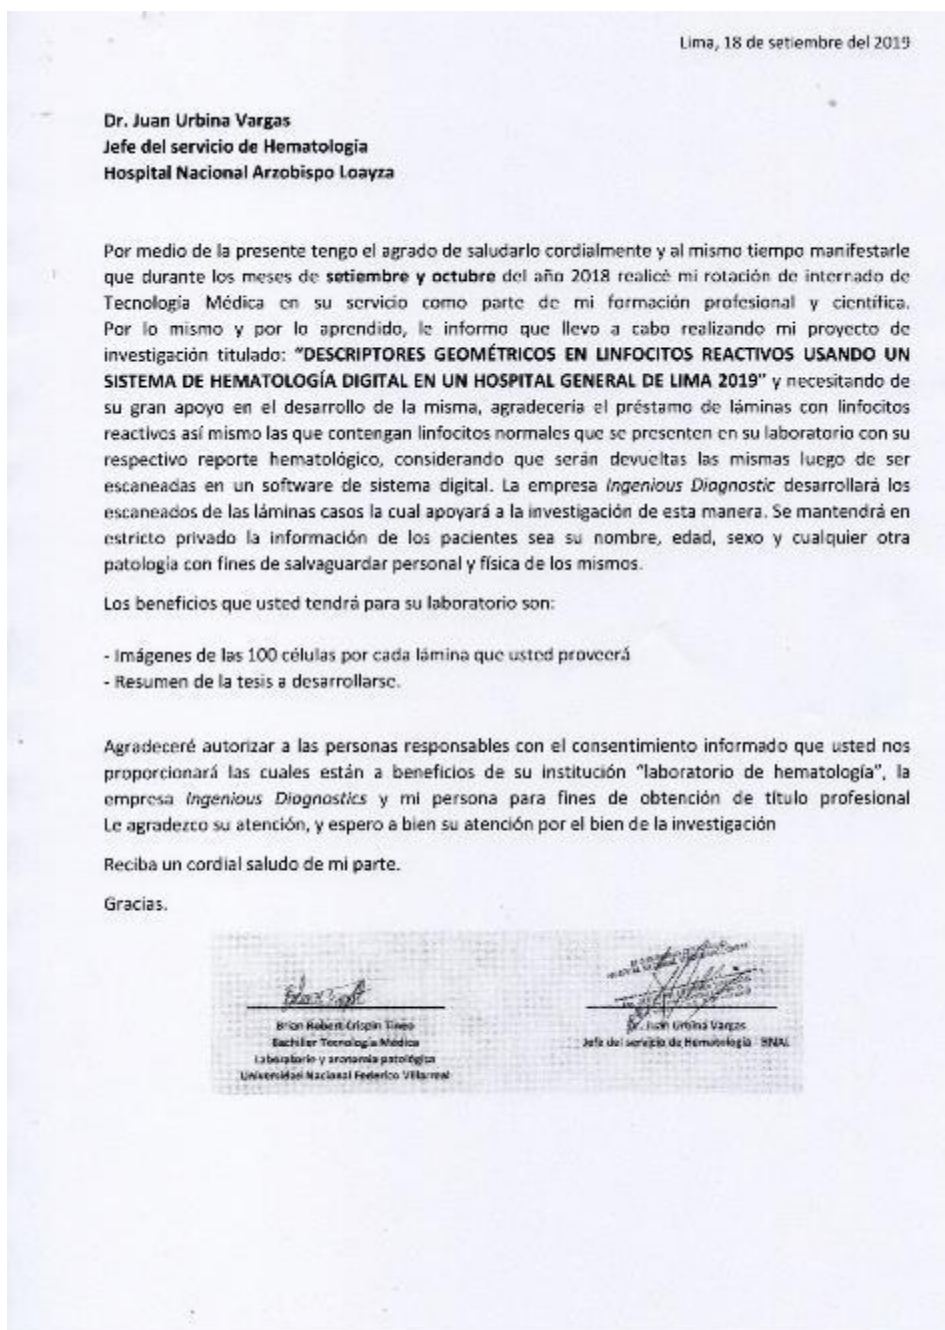 Lima, 18 de setiembre del 2019
Dr. Juan Urbina Vargas
Jefe del servicio de Hematología
Hospital Nacional Arzobispo Loayza
Por medio de la presente tengo el agrado de saludarlo cordialmente y al mismo tiempo manifestarle
que durante los meses de setiembre y octubre del año 2018 realicé mi rotación de internado de
Tecnología Médica en su servicio como parte de mi formación profesional y científica.
Por lo mismo y por lo aprendido, le informo que llevo a cabo realizando mi proyecto de
investigación titulado: "DESCRIPTORES GEOMÉTRICOS EN LINFOCITOS REACTIVOS USANDO UN
SISTEMA DE HEMATOLOGÍA DIGITAL EN UN HOSPITAL GENERAL DE LIMA 2019" y necesitando de
su gran apoyo en el desarrollo de la misma, agradecería el préstamo de láminas con linfocitos
reactivos así mismo las que contengan linfocitos normales que se presenten en su laboratorio con su
respectivo reporte hematológico, considerando que serán devueltas las mismas luego de ser
escaneadas en un software de sistema digital. La empresa Ingenious Diagnostic desarrollará los
escaneados de las láminas casos la cual apoyará a la investigación de esta manera. Se mantendrá en
estricto privado la información de los pacientes sea su nombre, edad, sexo y cualquier otra
patología con fines de salvaguardar personal y física de los mismos.
Los beneficios que usted tendrá para su laboratorio son:
- Imágenes de las 100 células por cada lámina que usted proveerá
- Resumen de la tesis a desarrollarse.
Agradeceré autorizar a las personas responsables con el consentimiento informado que usted nos
proporcionará las cuales están a beneficios de su institución "laboratorio de hematología", la
empresa Ingenious Diagnostics y mi persona para fines de obtención de título profesional
Le agradezco su atención, y espero a bien su atención por el bien de la investigación
Reciba un cordial saludo de mi parte.
Gracias.
Brian Robert Crispin Tineo
Bachiller Tecnología Médica
Laboratorio y anatomía patológica
Universidad Nacional Federico Villarreal
Dr. Juan Urbina Vargas
Jefe del servicio de Hematología - HNAL